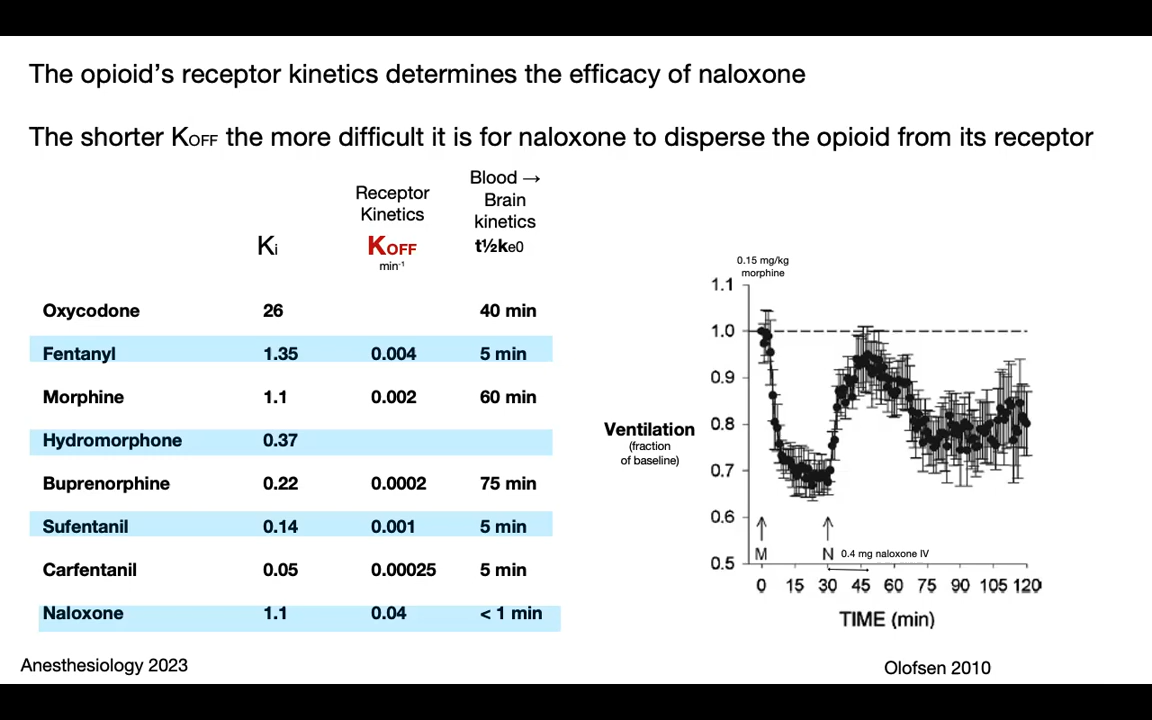 The opioid's receptor kinetics determines the efficacy of naloxone
The shorter KOFF the more difficult it is for naloxone to disperse the opioid from its receptor
Ki
Receptor
Kinetics
KOFF
min-1
Blood →
Brain
kinetics
t½ke0
Oxycodone 26 40 min
Fentanyl 1.35 0.004 5 min
Morphine 1.1 0.002 60 min
Hydromorphone 0.37
Buprenorphine 0.22 0.0002 75 min
Sufentanil 0.14 0.001 5 min
Carfentanil 0.05 0.00025 5 min
Naloxone 1.1 0.04 < 1 min
Anesthesiology 2023
0.15 mg/kg
morphine
Ventilation
(fraction
of baseline)
1.1
1.0
0.9
0.8
0.7
0.6
0.5
M N 0.4 mg naloxone IV
0 15 30 45 60 75 90 105 120
TIME (min)
Olofsen 2010